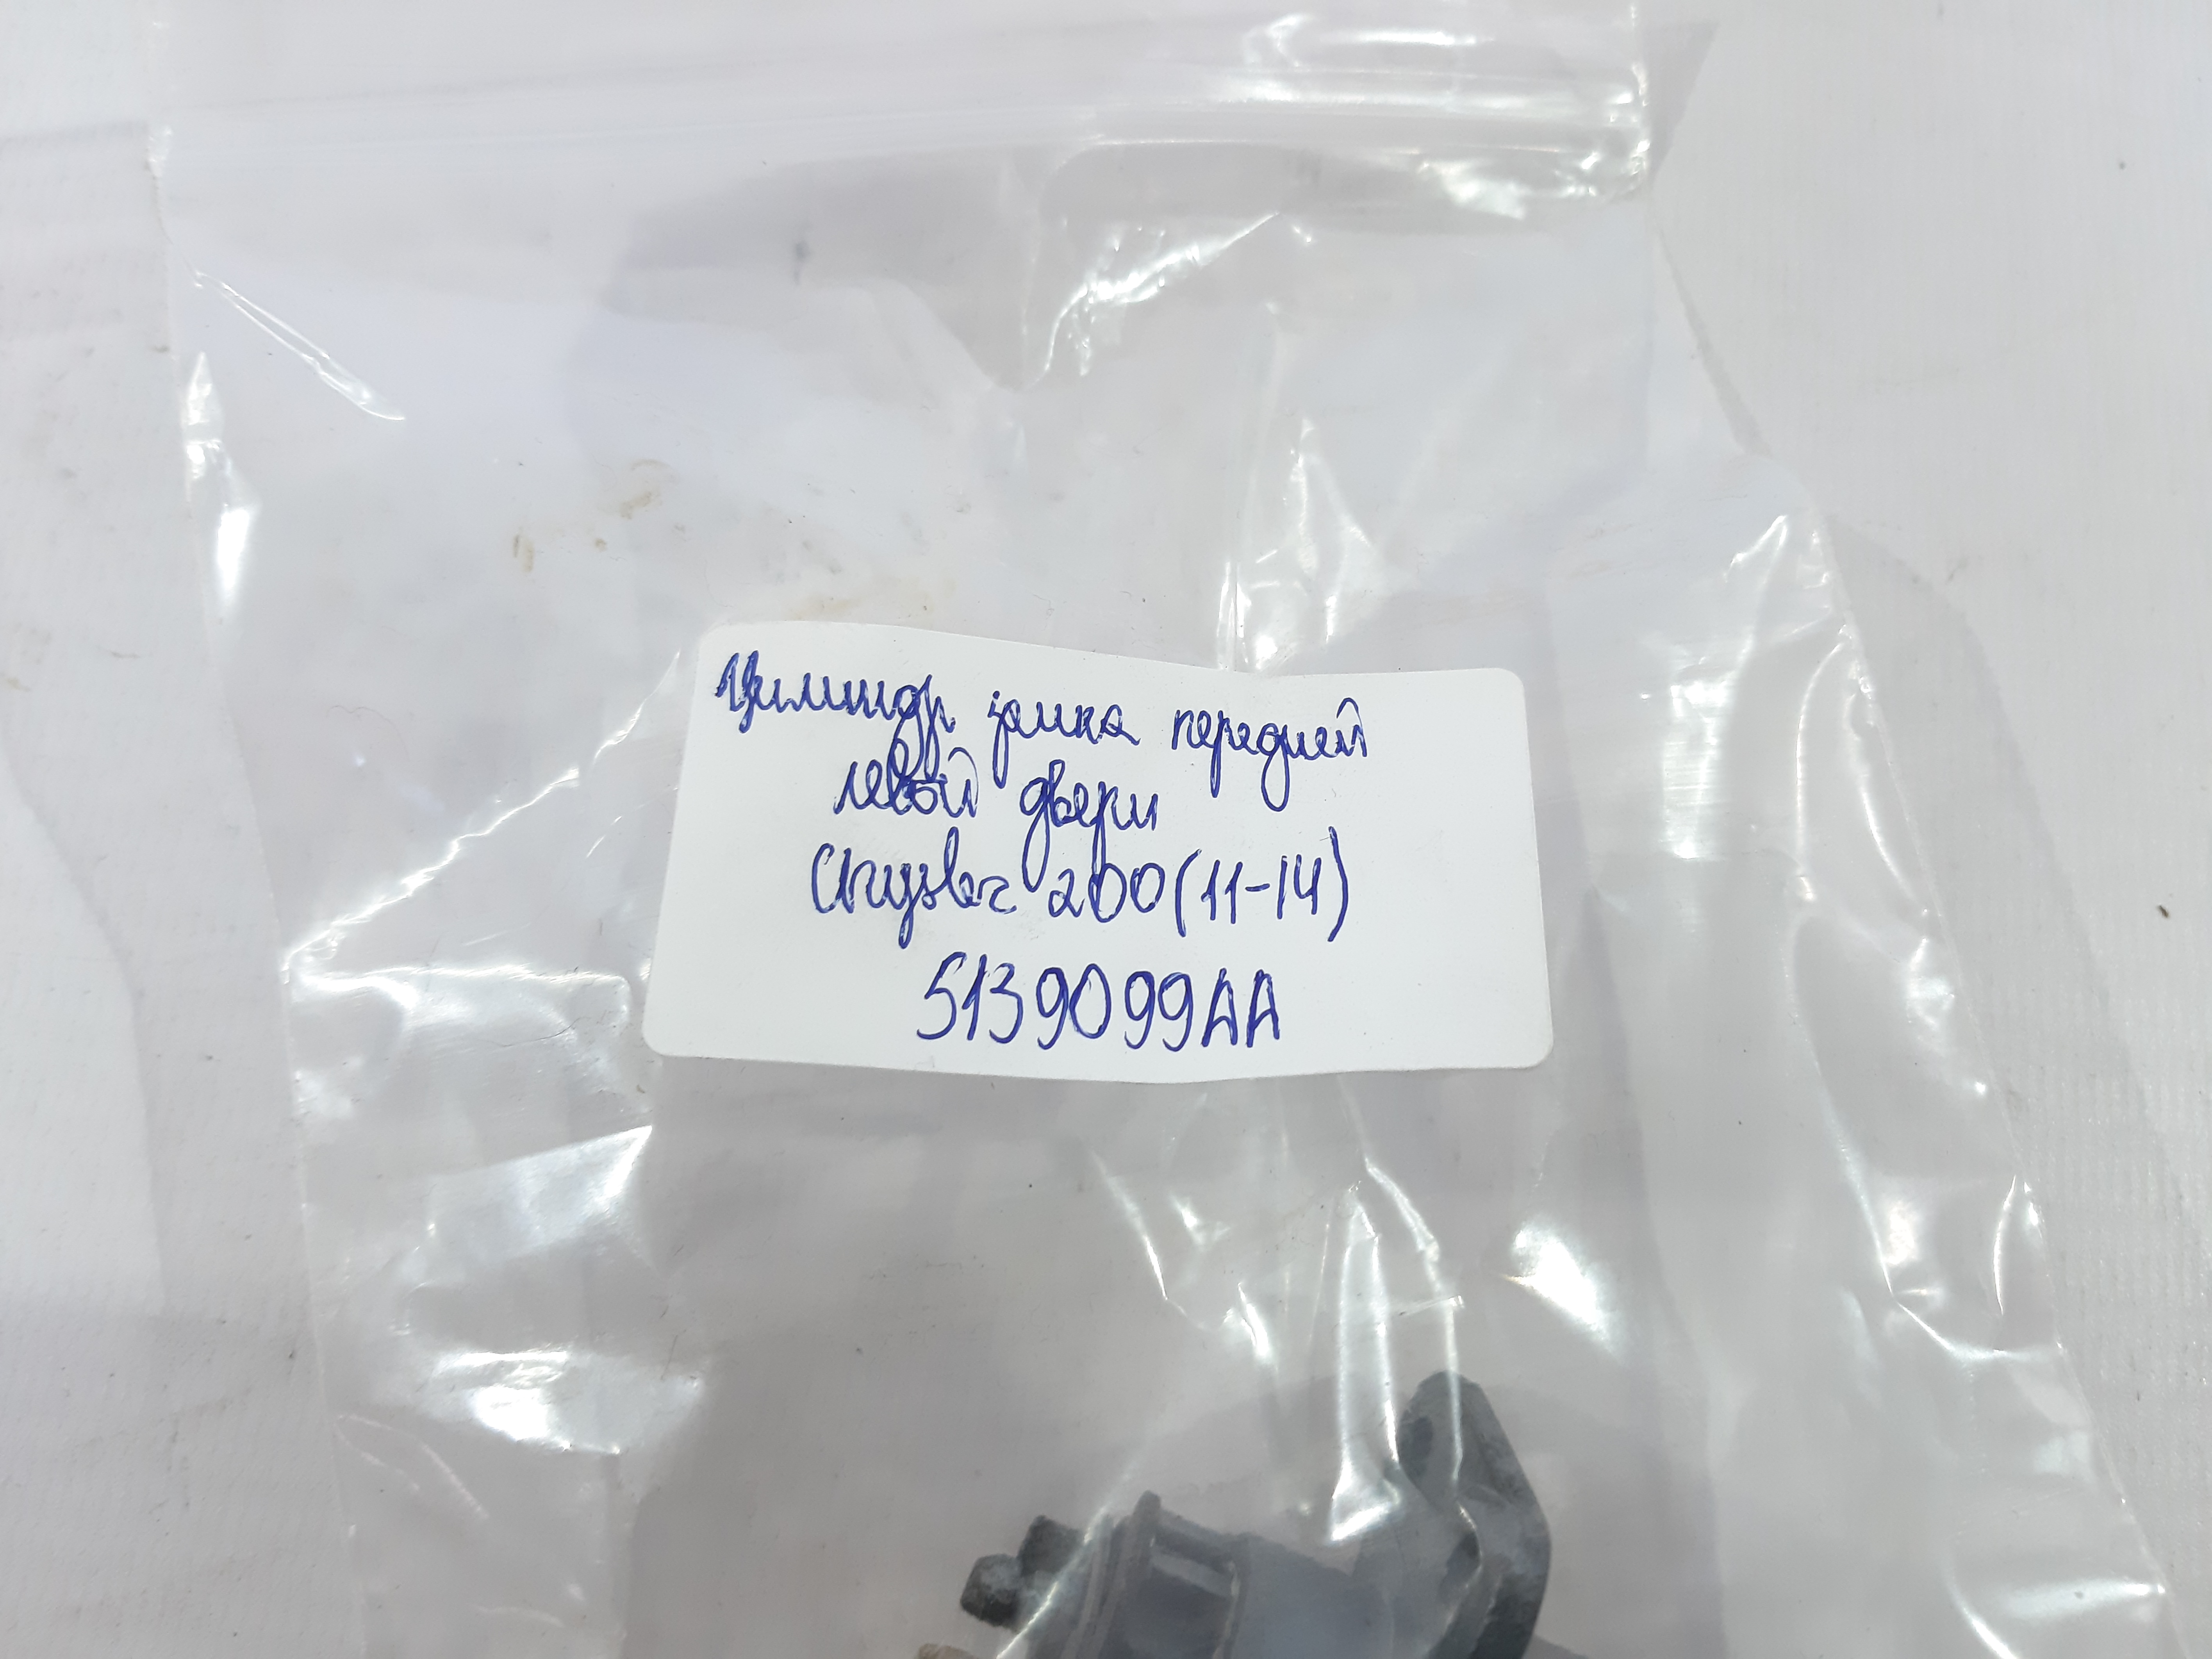 Цилиндр замка передней
левой двери
Chrysler 200(11-14)
5139099AA